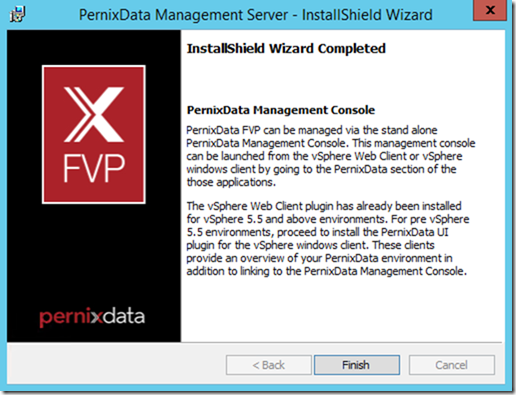 PernixData Management Server - InstallShield Wizard
x
InstallShield Wizard Completed
X
FVP
PernixData Management Console
PernixData FVP can be managed via the stand alone
PernixData Management Console. This management console
can be launched from the vSphere Web Client or vSphere
windows client by going to the PernixData section of the
those applications.
The vSphere Web Client plugin has already been installed
for vSphere 5.5 and above environments. For pre vSphere
5.5 environments, proceed to install the PernixData UI
plugin for the vSphere windows client. These clients
provide an overview of your PernixData environment in
addition to linking to the PernixData Management Console.
pernixdata
< Back
Finish
Cancel